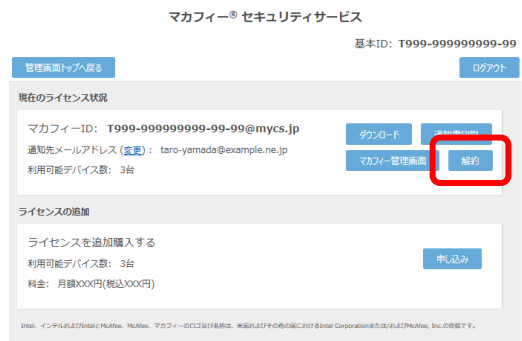 マカフィー® セキュリティサービス
基本ID: T999-999999999-99
管理画面トップへ戻る
ログアウト
現在のライセンス状況
マカフィーID: T999-999999999-99-99@mycs.jp
ダウンロード
通知先メールアドレス (変更) : taro-yamada@example.ne.jp
利用可能デバイス数: 3台
マカフィー管理画面
解約
ライセンスの追加
ライセンスを追加購入する
利用可能デバイス数: 3台
申し込み
料金: 月額XXX円(税込XXX円)
Intel、インテルおよびIntelとMcAfee、McAfee、マカフィーのロゴ及び名称は、米国およびその他の国におけるIntel Corporationまたは/およびMcAfee, Inc.の商標です。